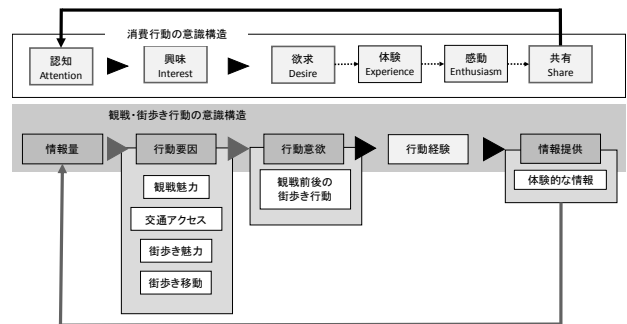 消費行動の意識構造
認知
Attention
興味
Interest
欲求
Desire
体験
Experience
感動
Enthusiasm
共有
Share
観戦・街歩き行動の意識構造
情報量
行動要因
観戦魅力
交通アクセス
街歩き魅力
街歩き移動
行動意欲
観戦前後の
街歩き行動
行動経験
情報提供
体験的な情報